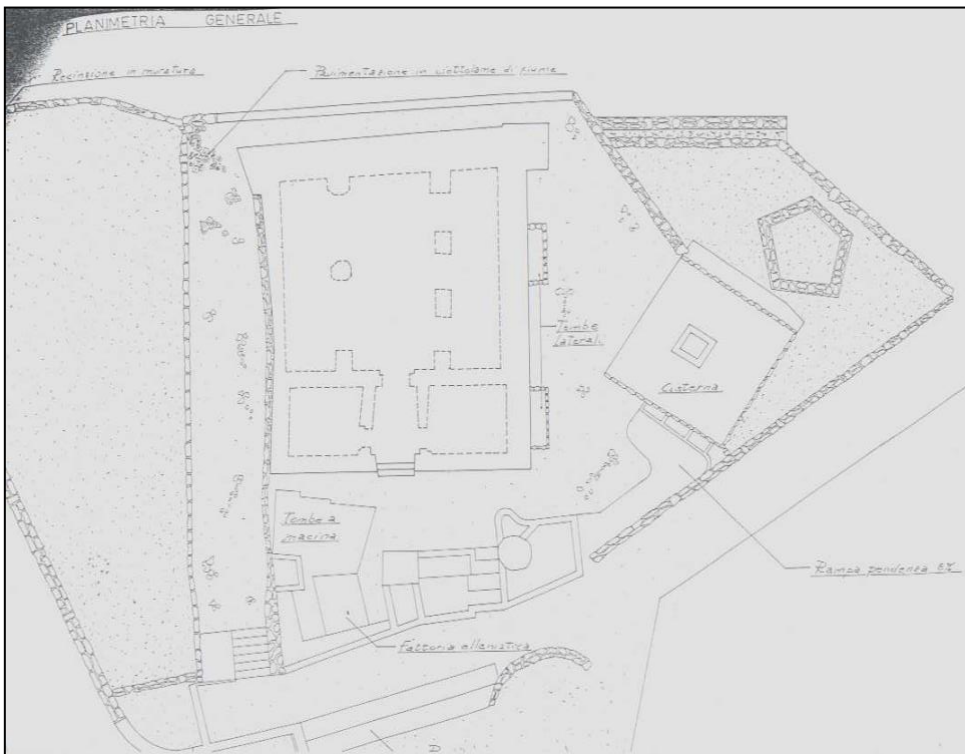 PLANIMETRIA GENERALE
Recinzione in muratura
Pavimentazione in ciottolame di fiume
Tombe
laterali
Cisterna
Tombe a
macina
Rampa pendenza 8%
Fattoria ellenistica
D